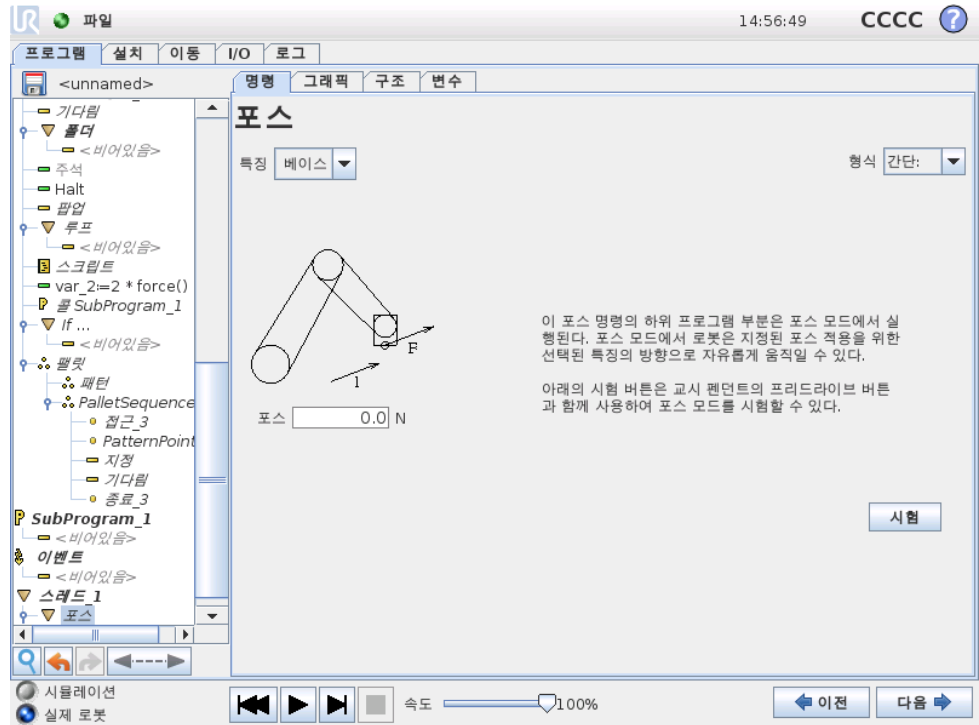 UR 파일 14:56:49 CCCC ?
프로그램 설치 이동 I/O 로그
<unnamed>
명령 그래픽 구조 변수
기다림
폴더
<비어있음>
주석
Halt
팝업
루프
<비어있음>
스크립트
var_2:=2 * force()
P 콜 SubProgram_1
If ...
<비어있음>
팰릿
패턴
PalletSequence
접근_3
PatternPoint
지정
기다림
종료_3
P SubProgram_1
<비어있음>
이벤트
<비어있음>
스레드_1
포스
포스
특징 베이스
형식 간단:
F
1
포스 0.0 N
이 포스 명령의 하위 프로그램 부분은 포스 모드에서 실
행된다. 포스 모드에서 로봇은 지정된 포스 적용을 위한
선택된 특징의 방향으로 자유롭게 움직일 수 있다.
아래의 시험 버튼은 교시 펜던트의 프리드라이브 버튼
과 함께 사용하여 포스 모드를 시험할 수 있다.
시험
시뮬레이션
실제 로봇
속도 100%
이전 다음